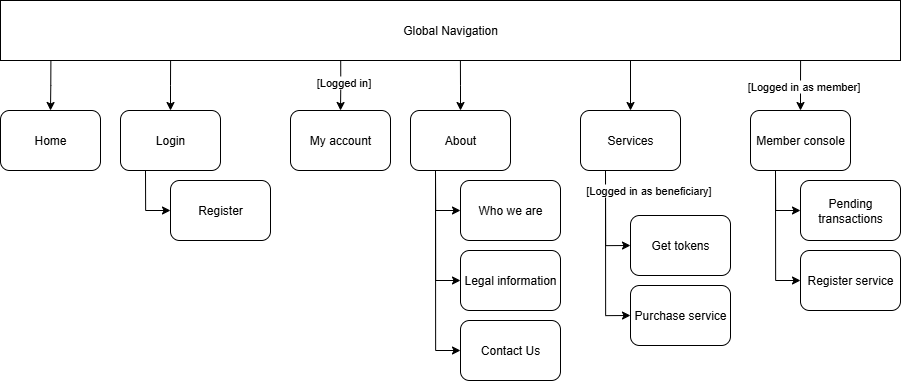 Global Navigation
[Logged in]
[Logged in as member]
Home
Login
My account
About
Services
Member console
[Logged in as beneficiary]
Register
Who we are
Pending
transactions
Get tokens
Legal information
Register service
Purchase service
Contact Us